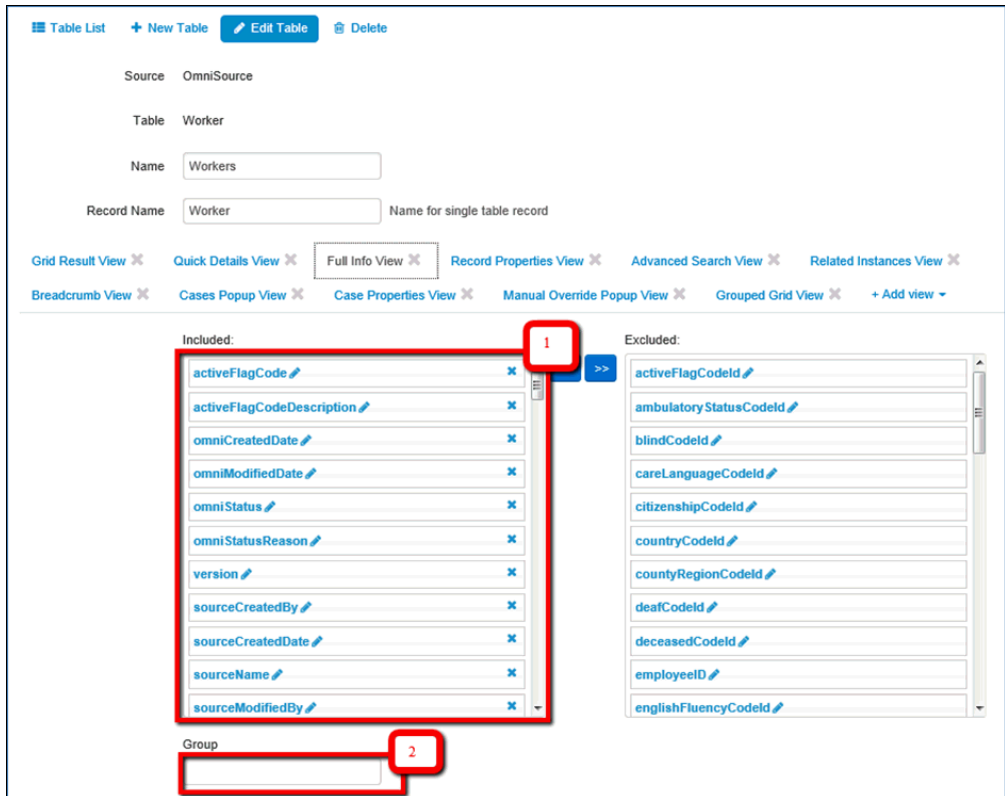 Table List + New Table Edit Table Delete
Source OmniSource
Table Worker
Name Workers
Record Name Worker Name for single table record
Grid Result View Quick Details View Full Info View Record Properties View Advanced Search View Related Instances View
Breadcrumb View Cases Popup View Case Properties View Manual Override Popup View Grouped Grid View + Add view
Included: 1 Excluded:
>>
activeFlagCode activeFlagCodeId
activeFlagCodeDescription ambulatoryStatusCodeId
omniCreatedDate blindCodeId
omniModifiedDate careLanguageCodeId
omniStatus citizenshipCodeId
omniStatusReason countryCodeId
version countyRegionCodeId
sourceCreatedBy deafCodeId
sourceCreatedDate deceasedCodeId
sourceName employeeID
sourceModifiedBy englishFluencyCodeId
Group 2